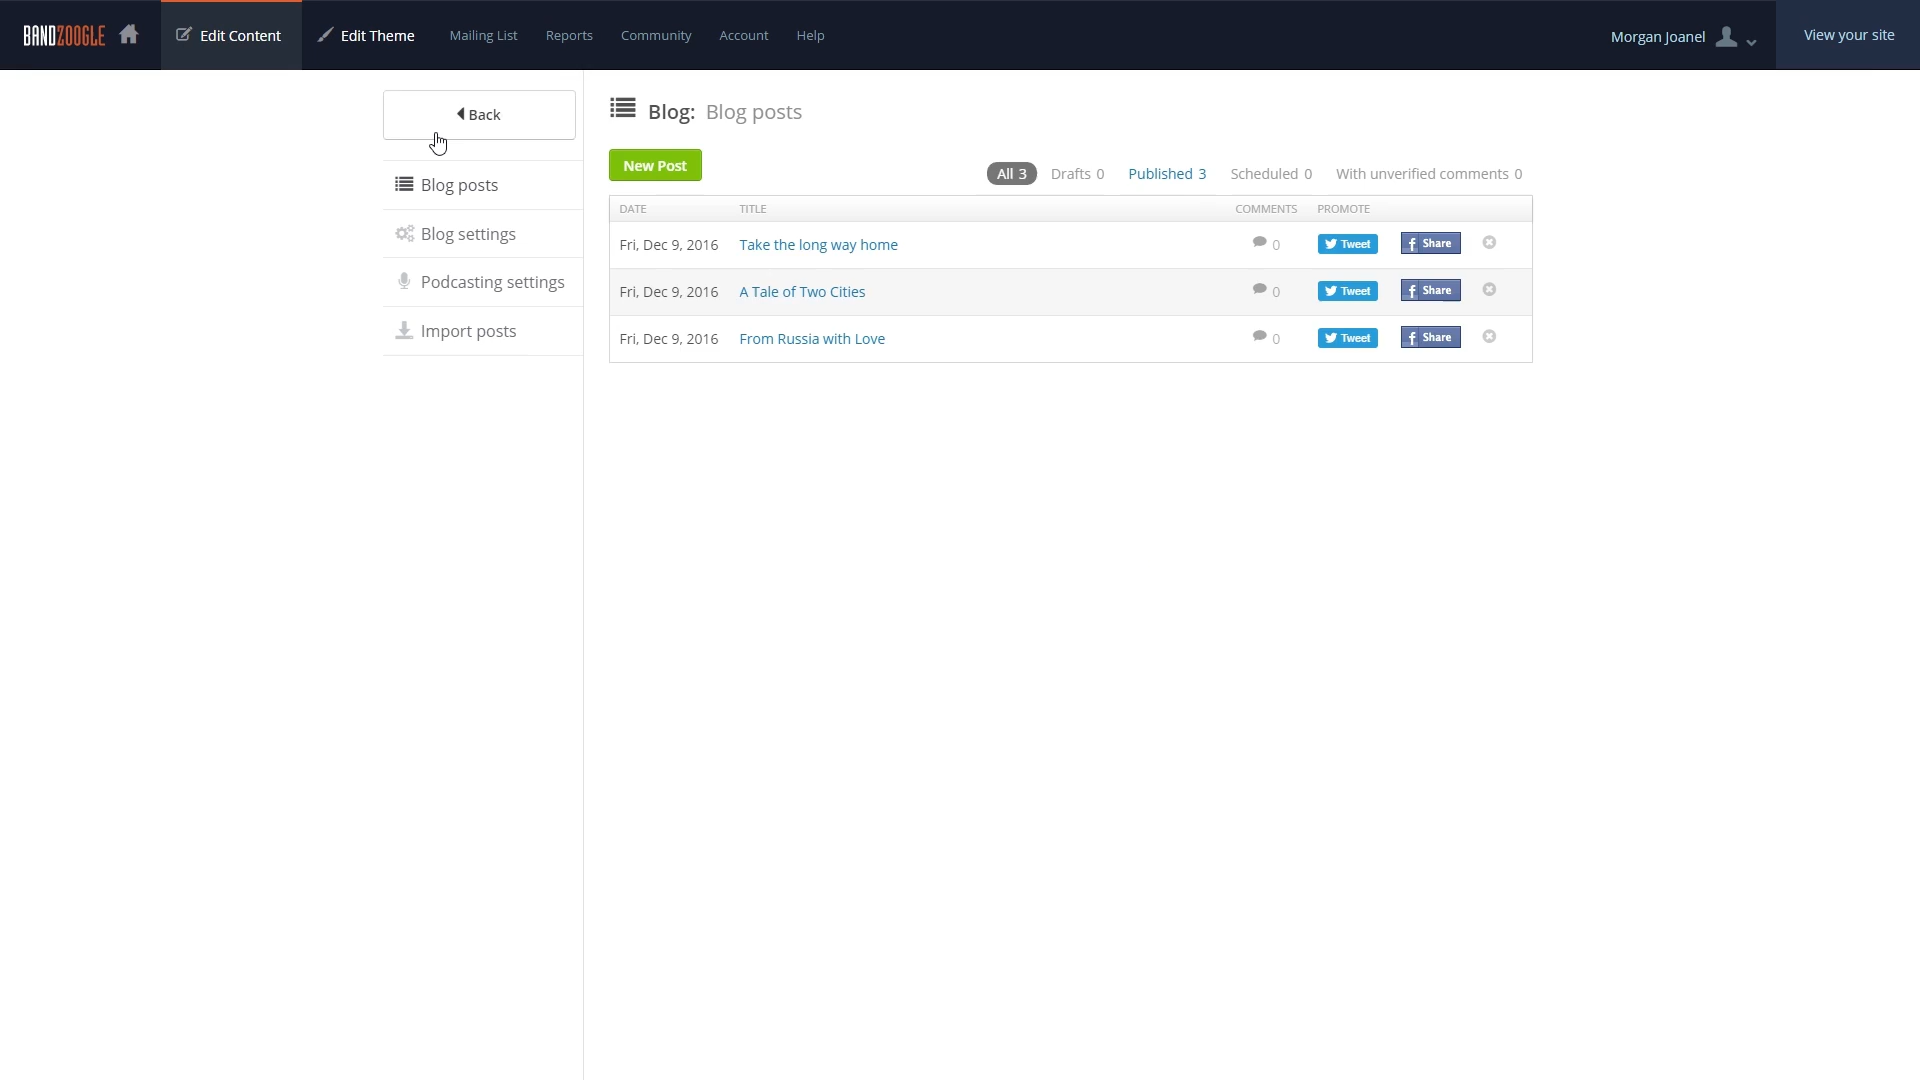 BANDZOOGLE Edit Content Edit Theme Mailing List Reports Community Account Help Morgan Joanel View your site
Back
Blog posts
Blog settings
Podcasting settings
Import posts
Blog: Blog posts
New Post All 3 Drafts 0 Published 3 Scheduled 0 With unverified comments 0
DATE TITLE COMMENTS PROMOTE
Fri, Dec 9, 2016 Take the long way home 0 Tweet Share
Fri, Dec 9, 2016 A Tale of Two Cities 0 Tweet Share
Fri, Dec 9, 2016 From Russia with Love 0 Tweet Share